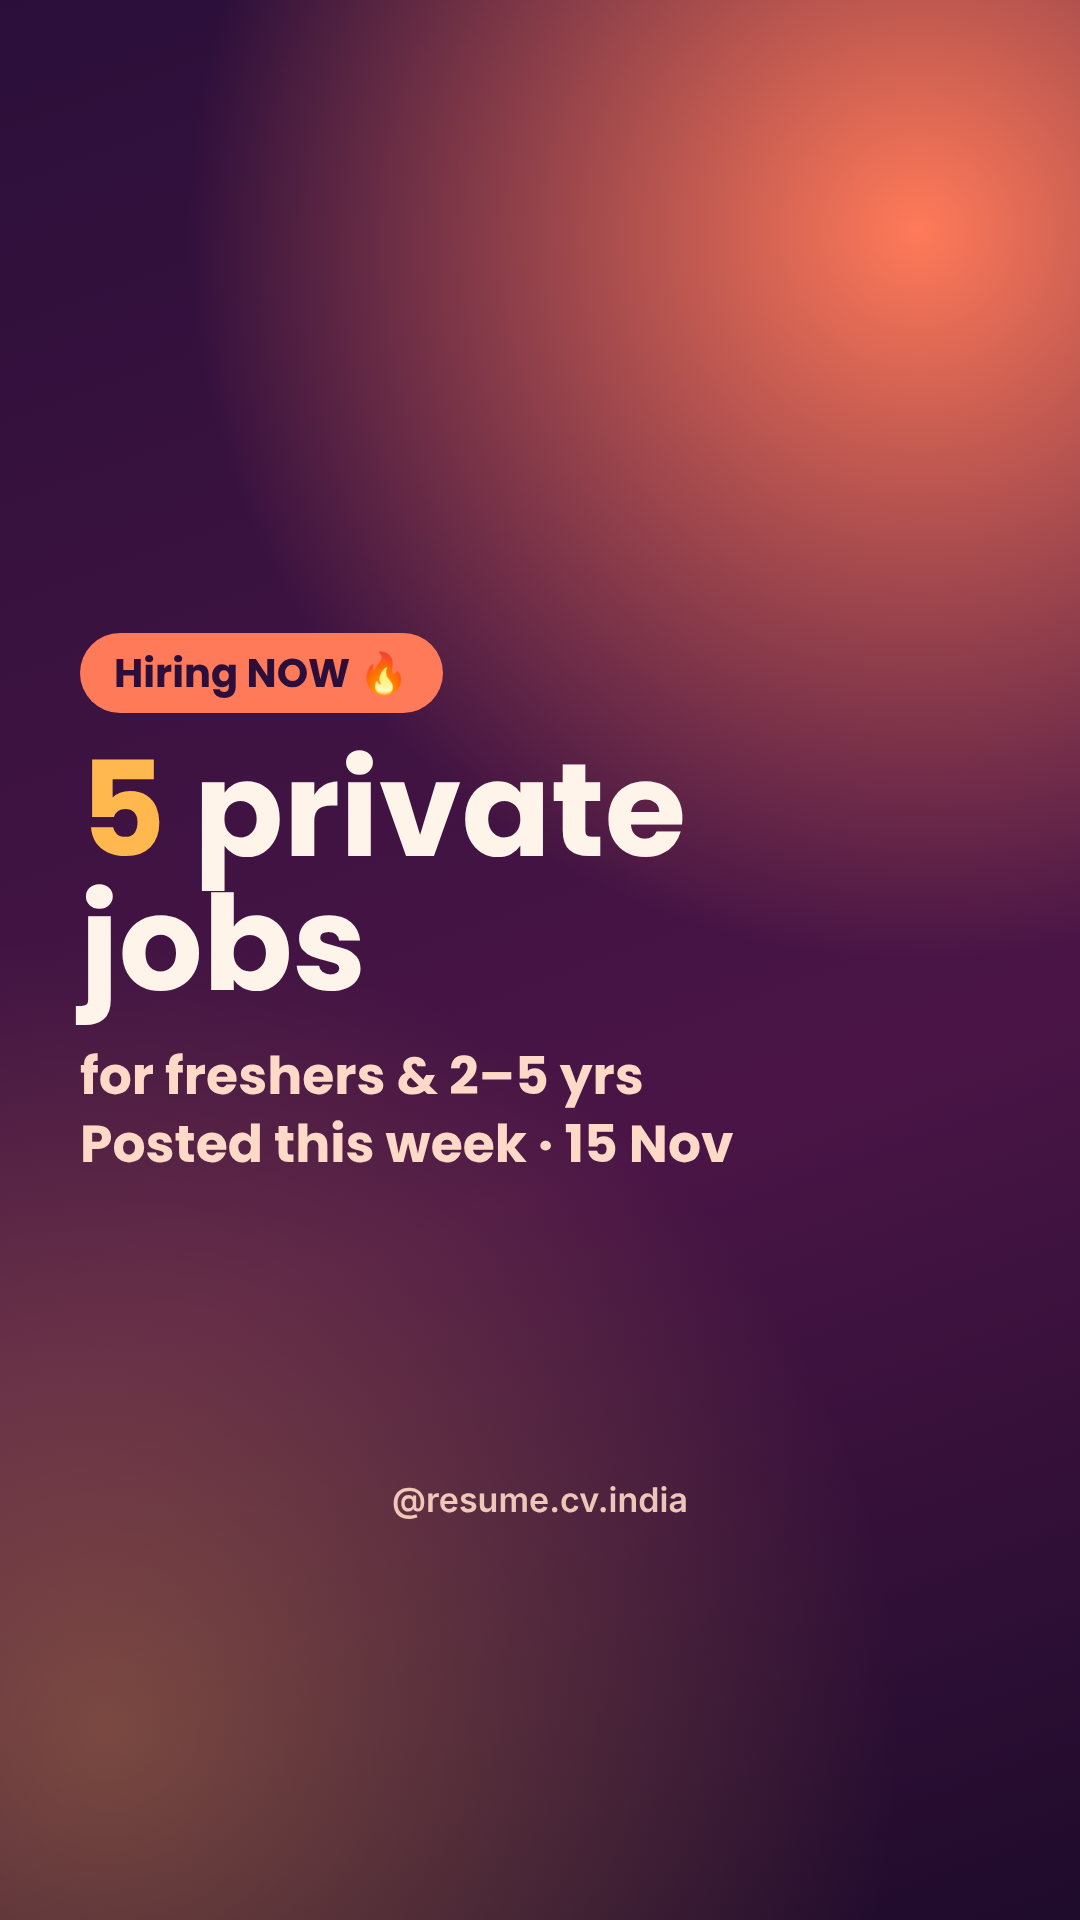 Hiring NOW 🔥
5 private
jobs
for freshers & 2–5 yrs
Posted this week · 15 Nov
@resume.cv.india